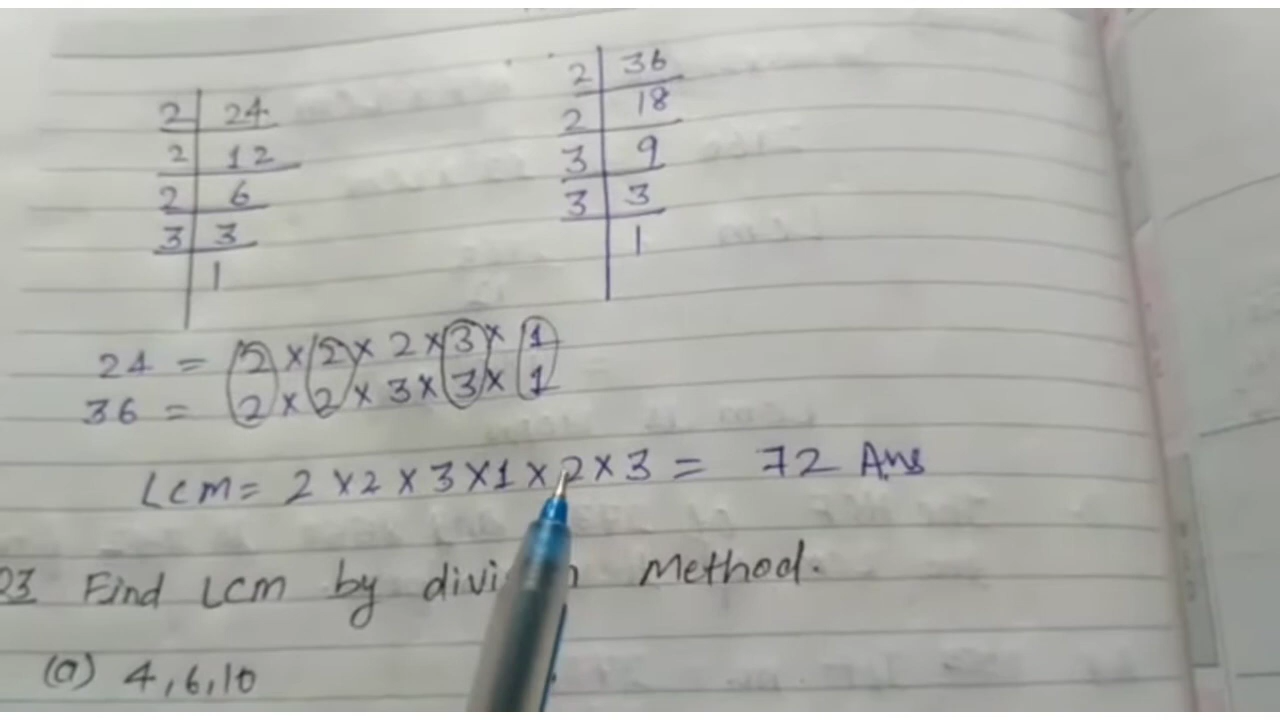 2 | 24
2 | 12
2 | 6
3 | 3
1
2 | 36
2 | 18
3 | 9
3 | 3
1
24 = 2 × 2 × 2 × 3 × 1
36 = 2 × 2 × 3 × 3 × 1
LCM = 2 × 2 × 3 × 1 × 2 × 3 = 72 Ans
Q3 Find LCM by Method.
(a) 4, 6, 10